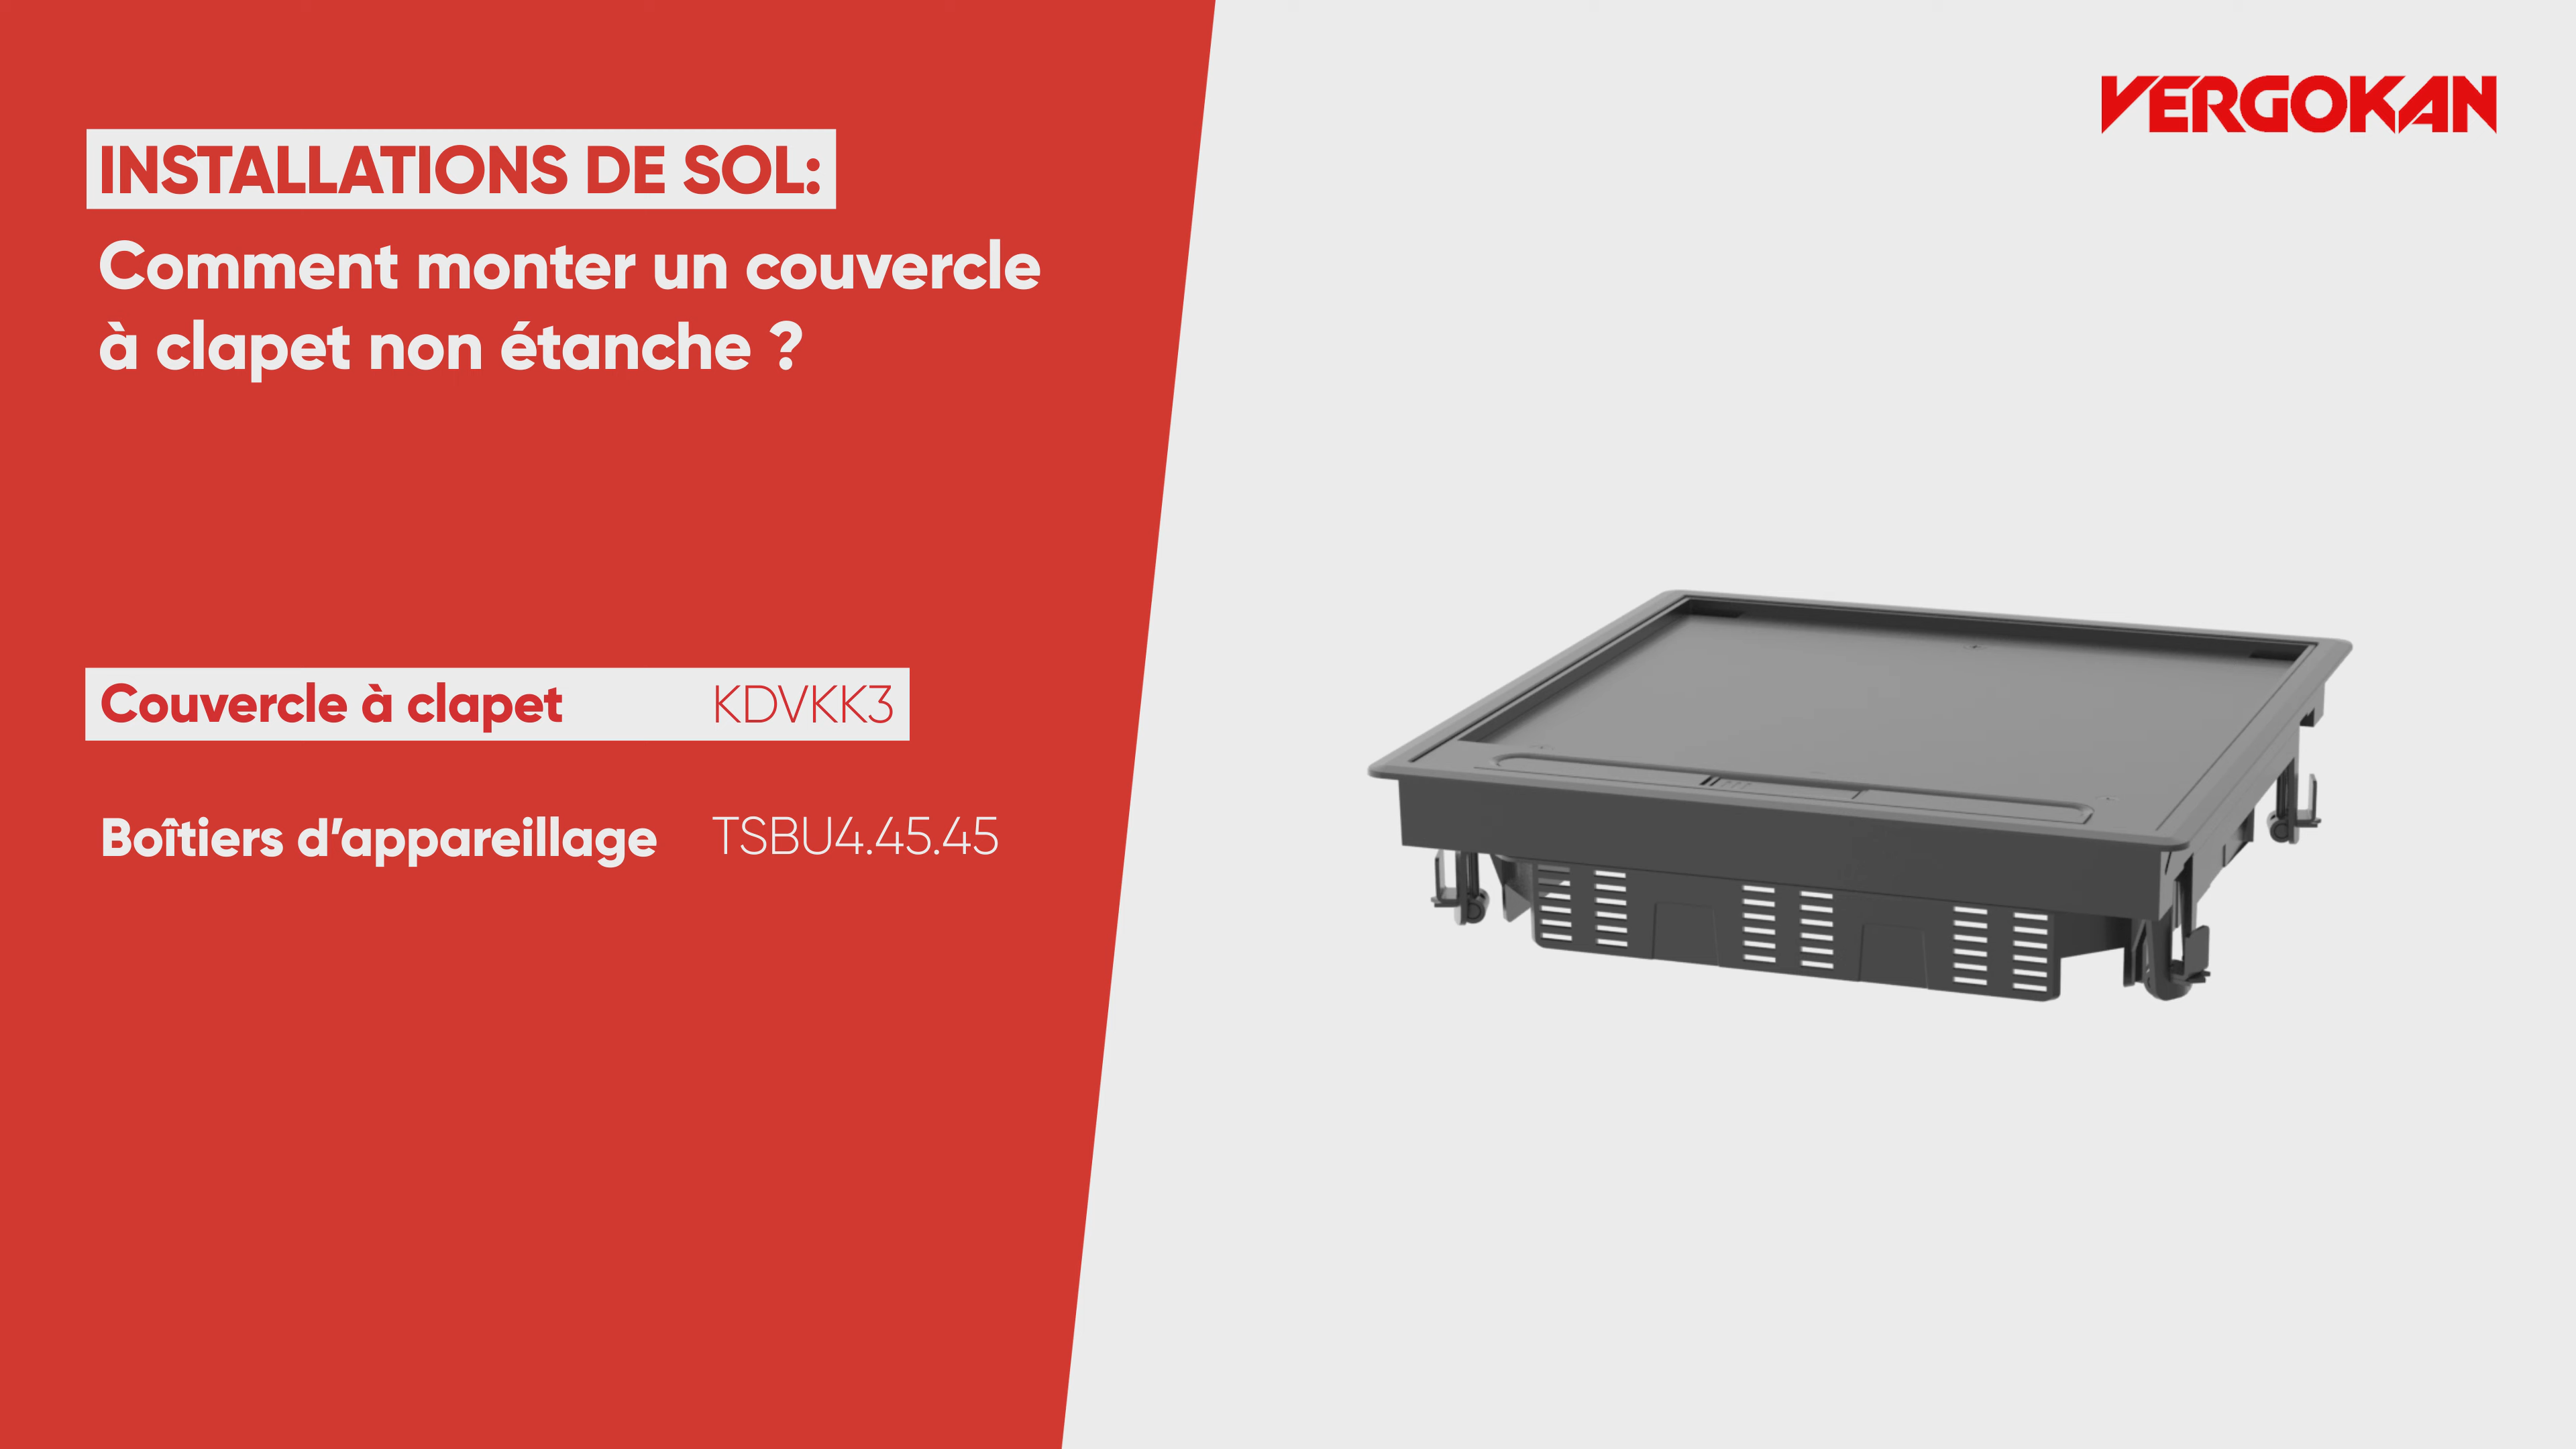 VERGOKAN
INSTALLATIONS DE SOL:
Comment monter un couvercle
à clapet non étanche ?
Couvercle à clapet KDVKK3
Boîtiers d’appareillage TSBU4.45.45